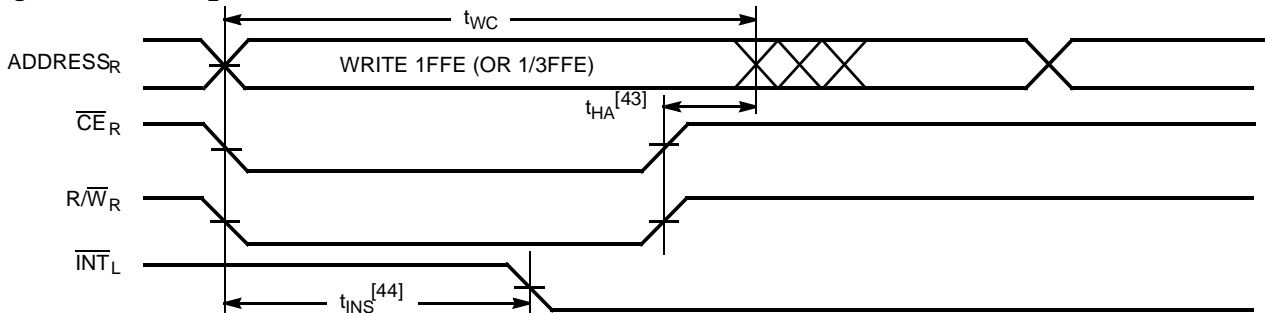 tWC
ADDRESSR
WRITE 1FFE (OR 1/3FFE)
tHA[43]
CER
R/WR
INTL
tINS[44]